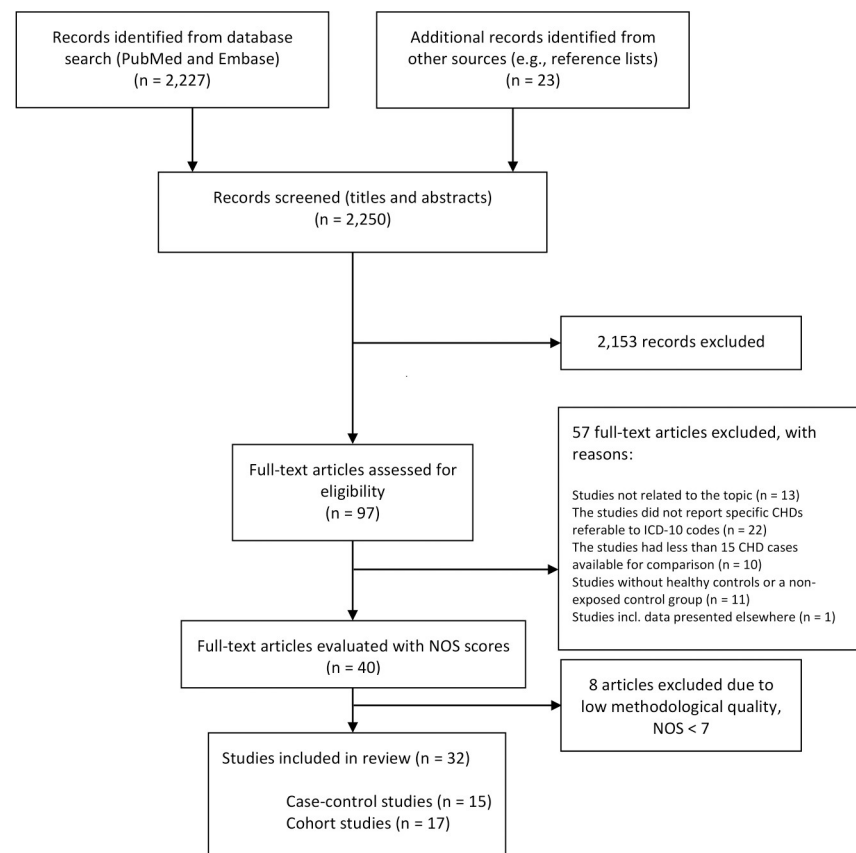 Records identified from database
search (PubMed and Embase)
(n = 2,227)
Additional records identified from
other sources (e.g., reference lists)
(n = 23)
Records screened (titles and abstracts)
(n = 2,250)
2,153 records excluded
Full-text articles assessed for
eligibility
(n = 97)
57 full-text articles excluded, with
reasons:
Studies not related to the topic (n = 13)
The studies did not report specific CHDs
referable to ICD-10 codes (n = 22)
The studies had less than 15 CHD cases
available for comparison (n = 10)
Studies without healthy controls or a non-
exposed control group (n = 11)
Studies incl. data presented elsewhere (n = 1)
Full-text articles evaluated with NOS scores
(n = 40)
8 articles excluded due to
low methodological quality,
NOS < 7
Studies included in review (n = 32)
Case-control studies (n = 15)
Cohort studies (n = 17)